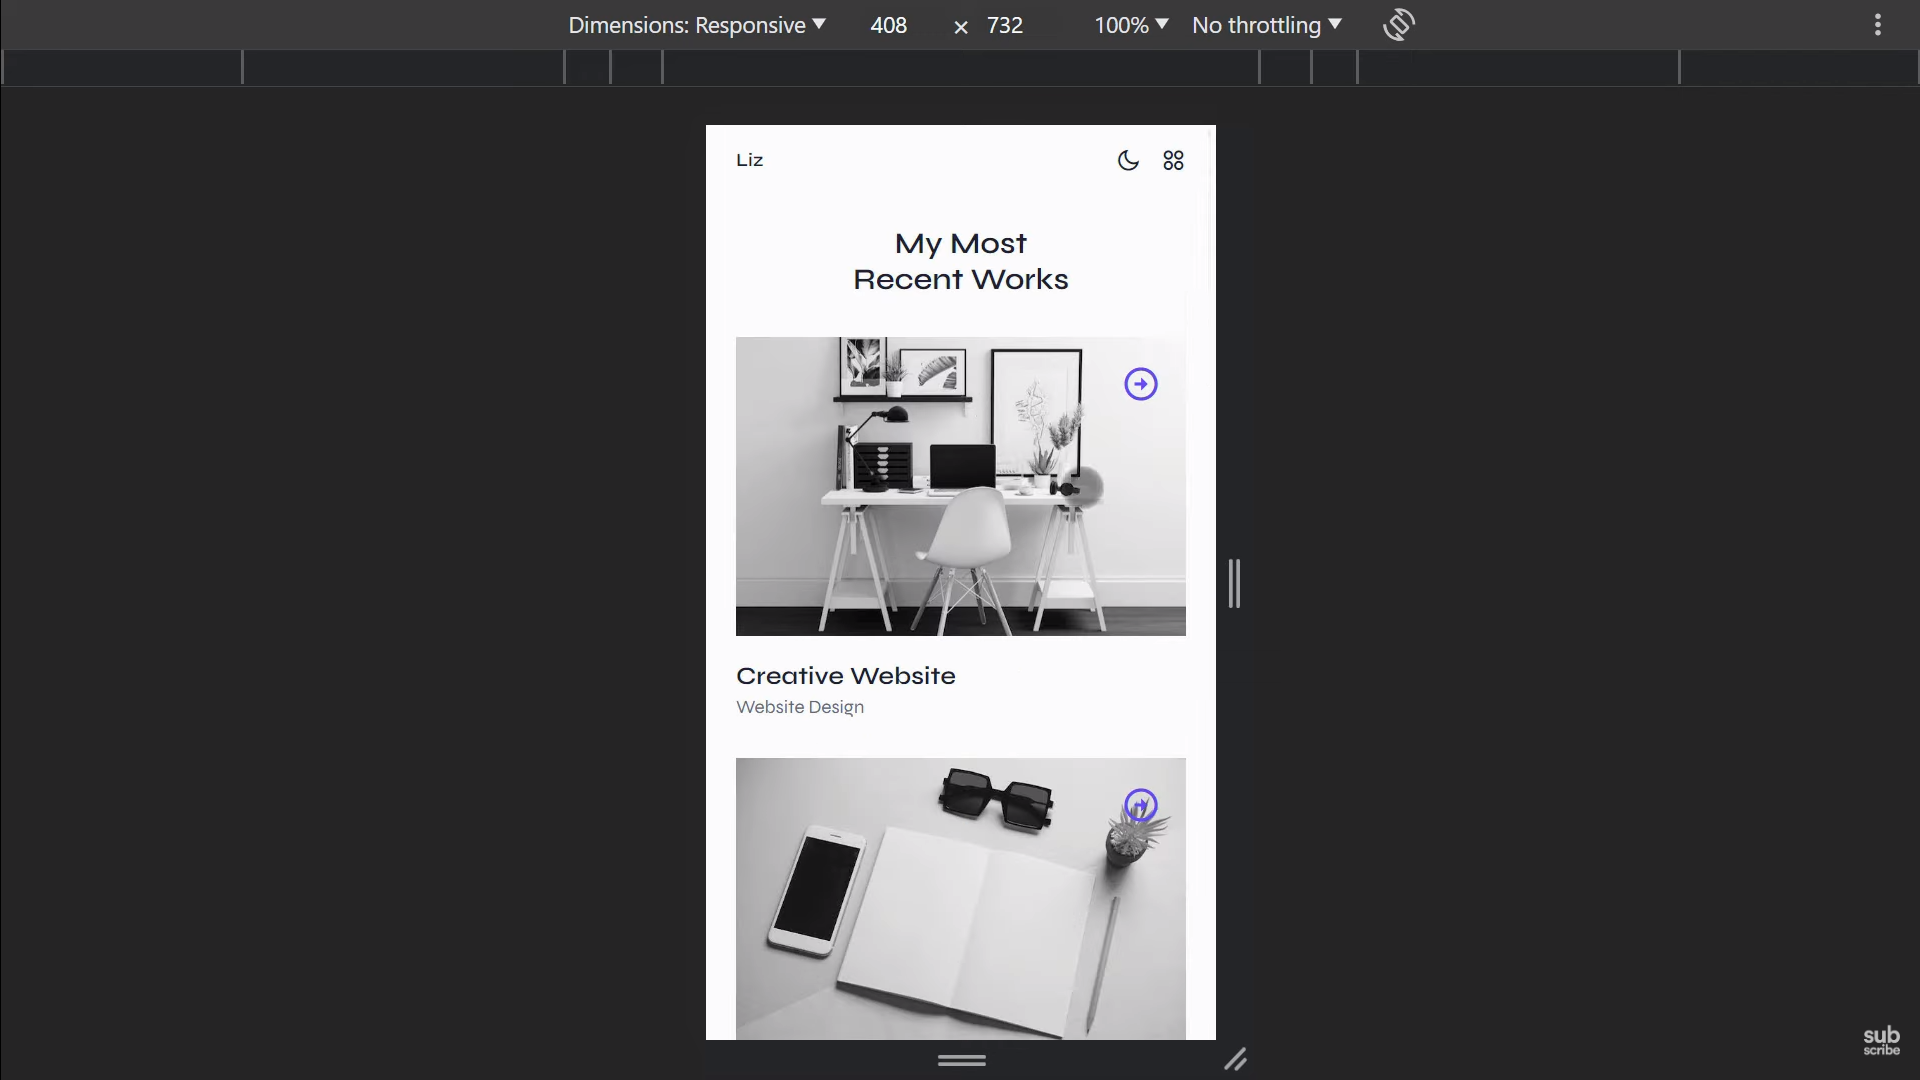 Dimensions: Responsive 408 × 732 100% No throttling
Liz
My Most
Recent Works
Creative Website
Website Design
sub
scribe